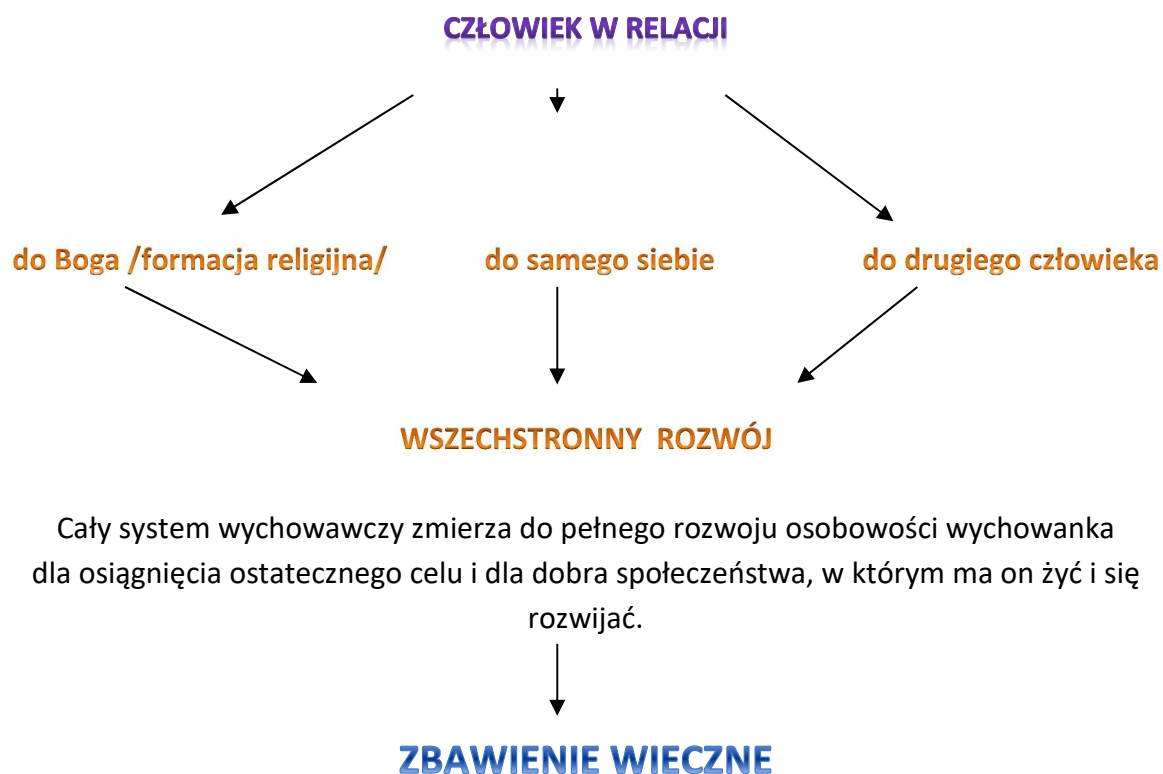 CZŁOWIEK W RELACJI
do Boga /formacja religijna/
do samego siebie
do drugiego człowieka
WSZECHSTRONNY ROZWÓJ
Cały system wychowawczy zmierza do pełnego rozwoju osobowości wychowanka
dla osiągnięcia ostatecznego celu i dla dobra społeczeństwa, w którym ma on żyć i się
rozwijać.
ZBAWIENIE WIECZNE